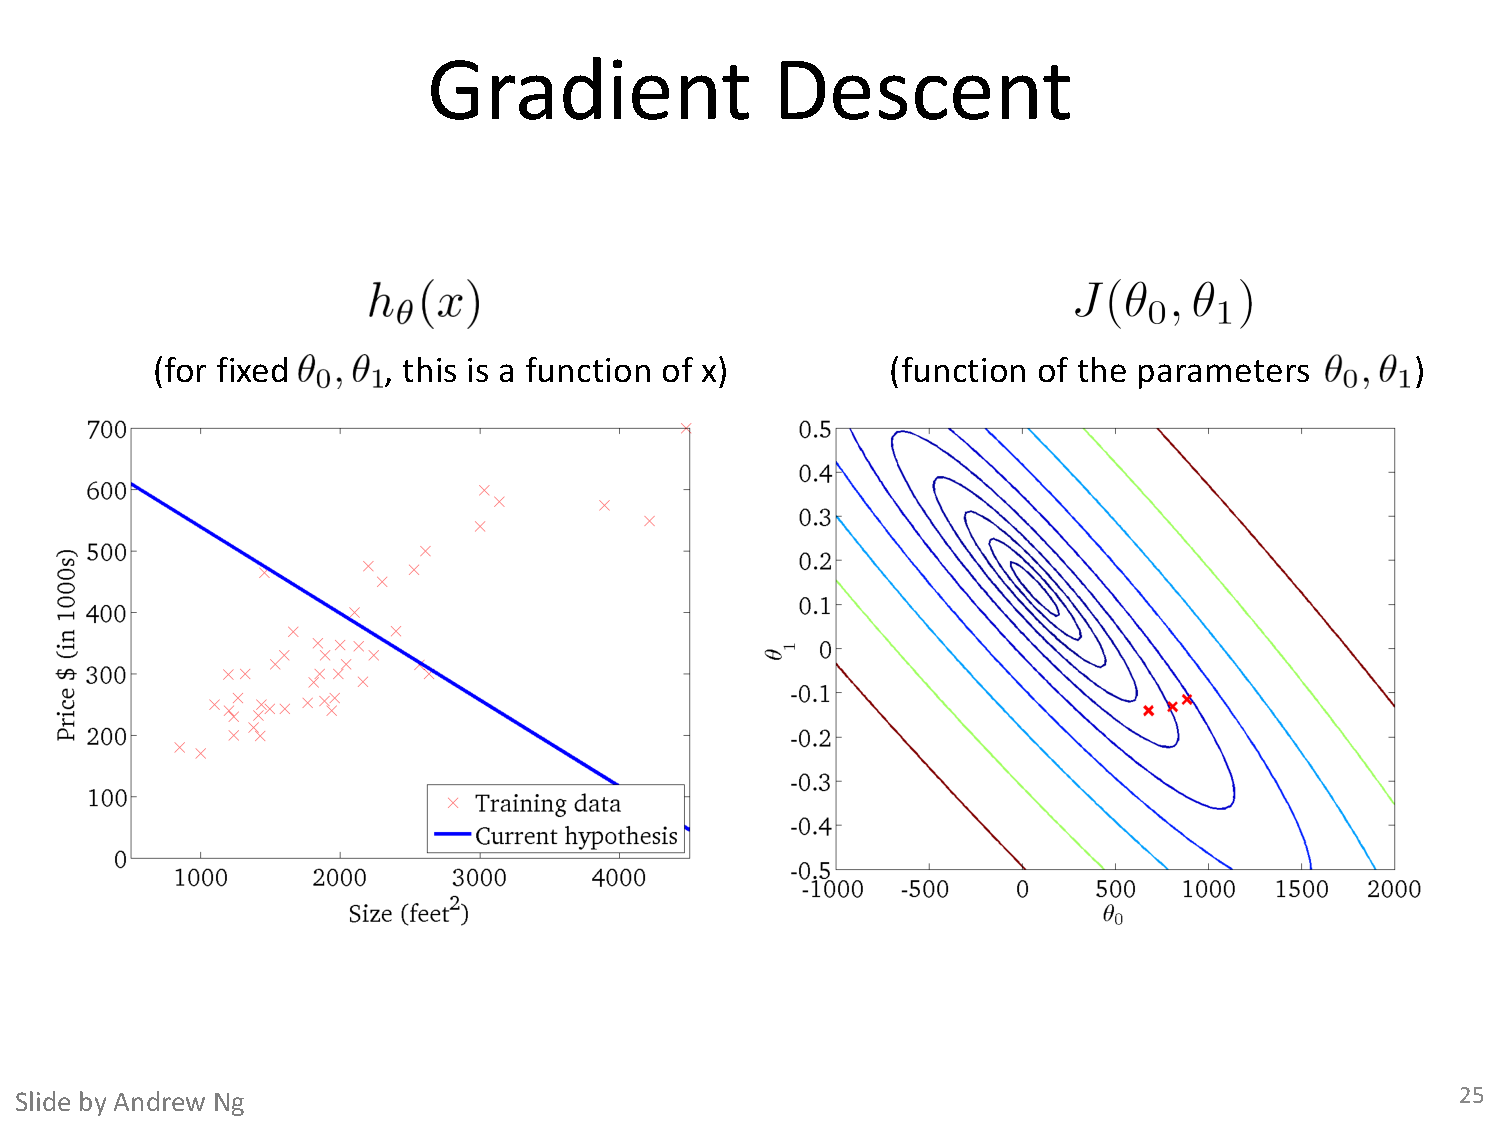 Gradient Descent
hθ(x)
(for fixed θ0, θ1, this is a function of x)
700
600
500
400
300
200
100
0
Price $ (in 1000s)
1000 2000 3000 4000
Size (feet²)
Training data
Current hypothesis
J(θ0, θ1)
(function of the parameters θ0, θ1)
0.5
0.4
0.3
0.2
0.1
0
-0.1
-0.2
-0.3
-0.4
-0.5
θ1
-1000 -500 0 500 1000 1500 2000
θ0
Slide by Andrew Ng
25